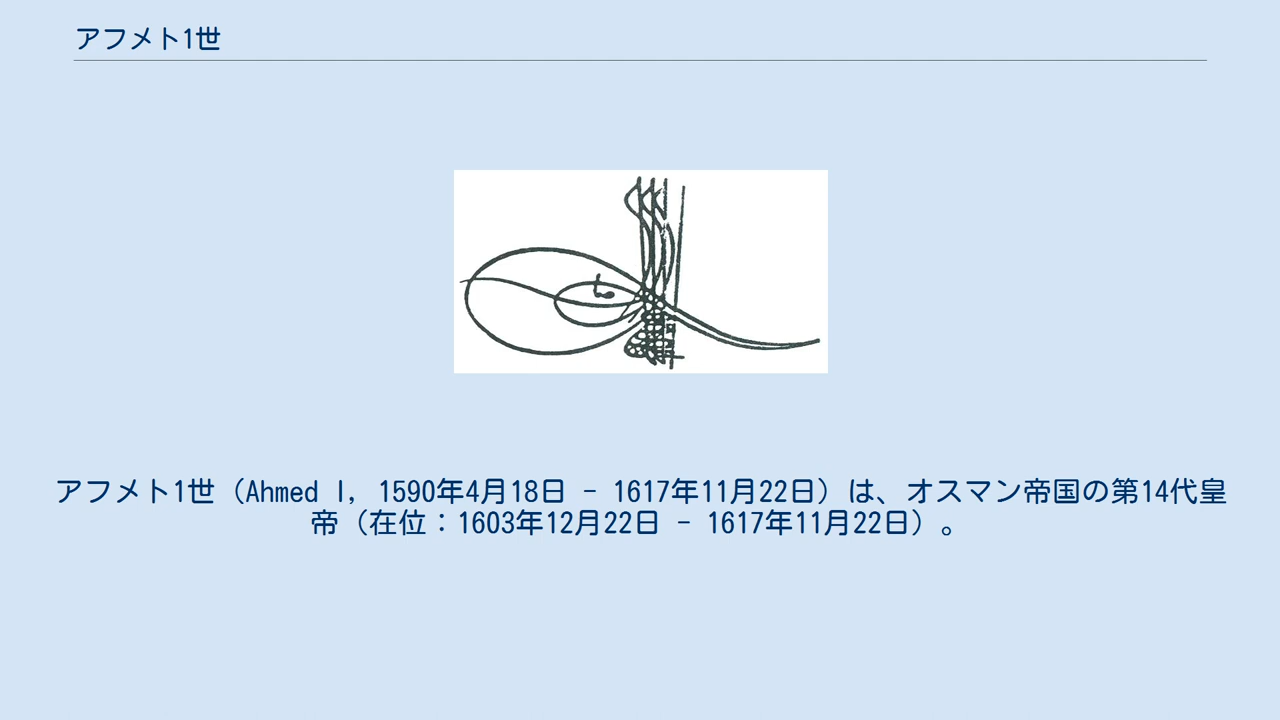 アフメト1世
アフメト1世（Ahmed I, 1590年4月18日 - 1617年11月22日）は、オスマン帝国の第14代皇
帝（在位：1603年12月22日 - 1617年11月22日）。